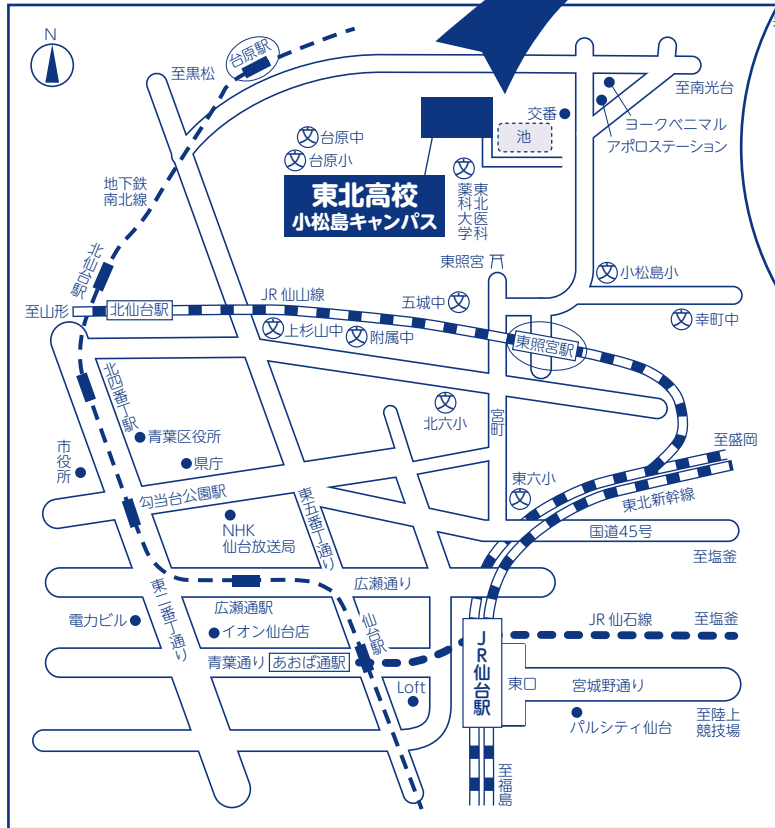 N
台原駅
至黒松
至南光台
交番
ヨークベニマル
アポロステーション
池
台原中
台原小
地下鉄
南北線
東北高校
小松島キャンパス
東北医科
薬科大学
東照宮
北仙台駅
小松島小
至山形
北仙台駅
JR 仙山線
五城中
幸町中
上杉山中
附属中
東照宮駅
北四番丁駅
北六小
宮町
青葉区役所
市役所
県庁
至盛岡
東六小
東北新幹線
勾当台公園駅
東五番丁通り
NHK
仙台放送局
国道45号
至塩釜
広瀬通り
東二番丁通り
広瀬通駅
電力ビル
イオン仙台店
仙台駅
JR 仙石線
至塩釜
青葉通り
あおば通駅
JR仙台駅
東口
宮城野通り
Loft
パルシティ仙台
至陸上
競技場
至福島
文
文
文
文
文
文
文
文
文
文